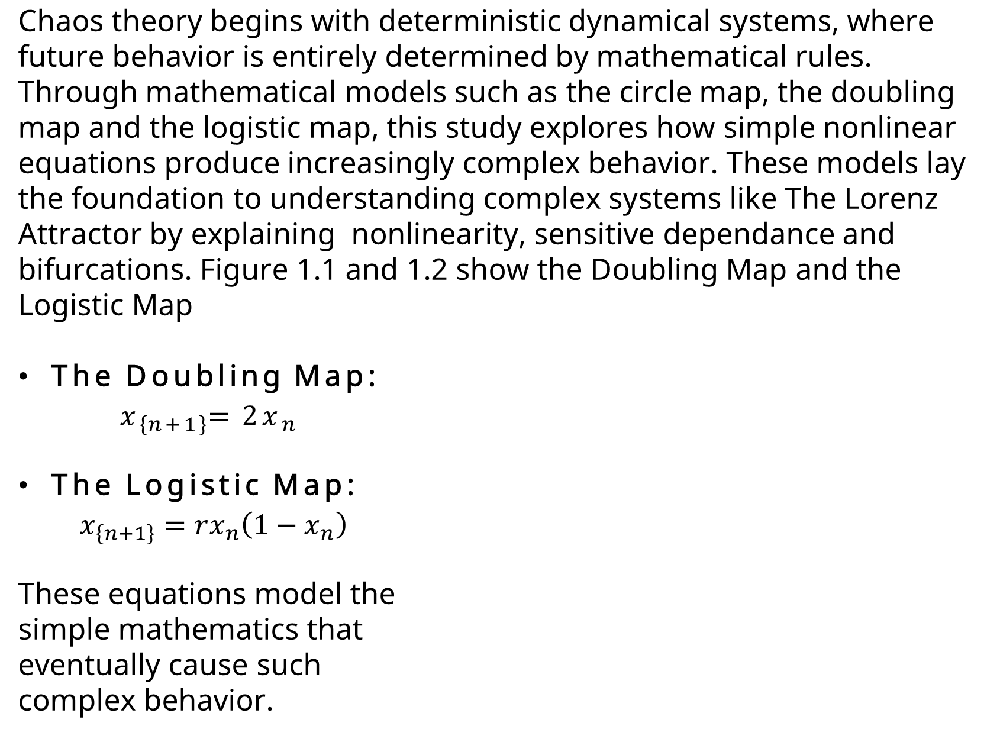 Chaos theory begins with deterministic dynamical systems, where
future behavior is entirely determined by mathematical rules.
Through mathematical models such as the circle map, the doubling
map and the logistic map, this study explores how simple nonlinear
equations produce increasingly complex behavior. These models lay
the foundation to understanding complex systems like The Lorenz
Attractor by explaining  nonlinearity, sensitive dependance and
bifurcations. Figure 1.1 and 1.2 show the Doubling Map and the
Logistic Map
• The Doubling Map:
x_{n+1}= 2x_n
• The Logistic Map:
x_{n+1} = rx_n(1 − x_n)
These equations model the
simple mathematics that
eventually cause such
complex behavior.